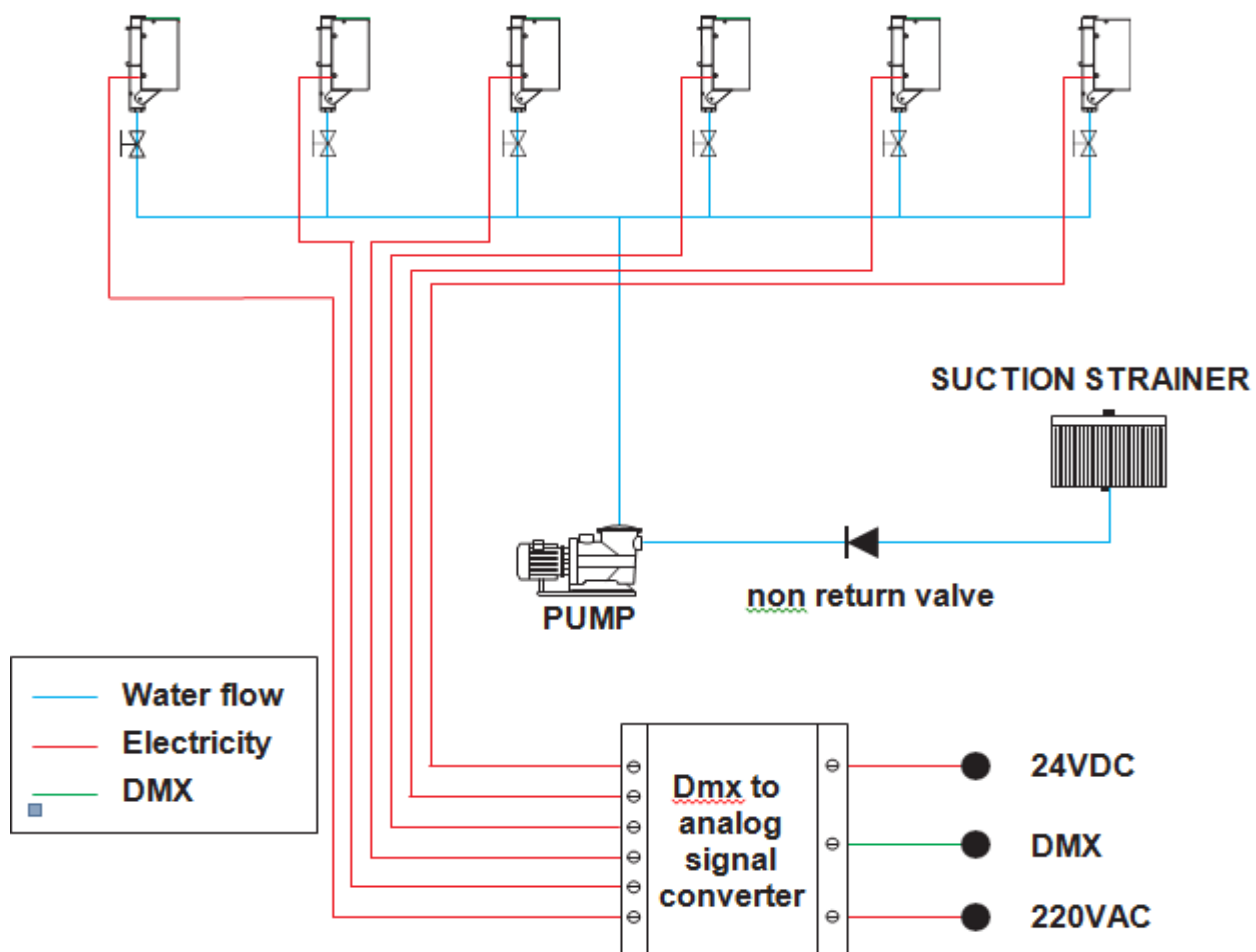 SUCTION STRAINER
non return valve
PUMP
Water flow
Electricity
DMX
Dmx to
analog
signal
converter
24VDC
DMX
220VAC